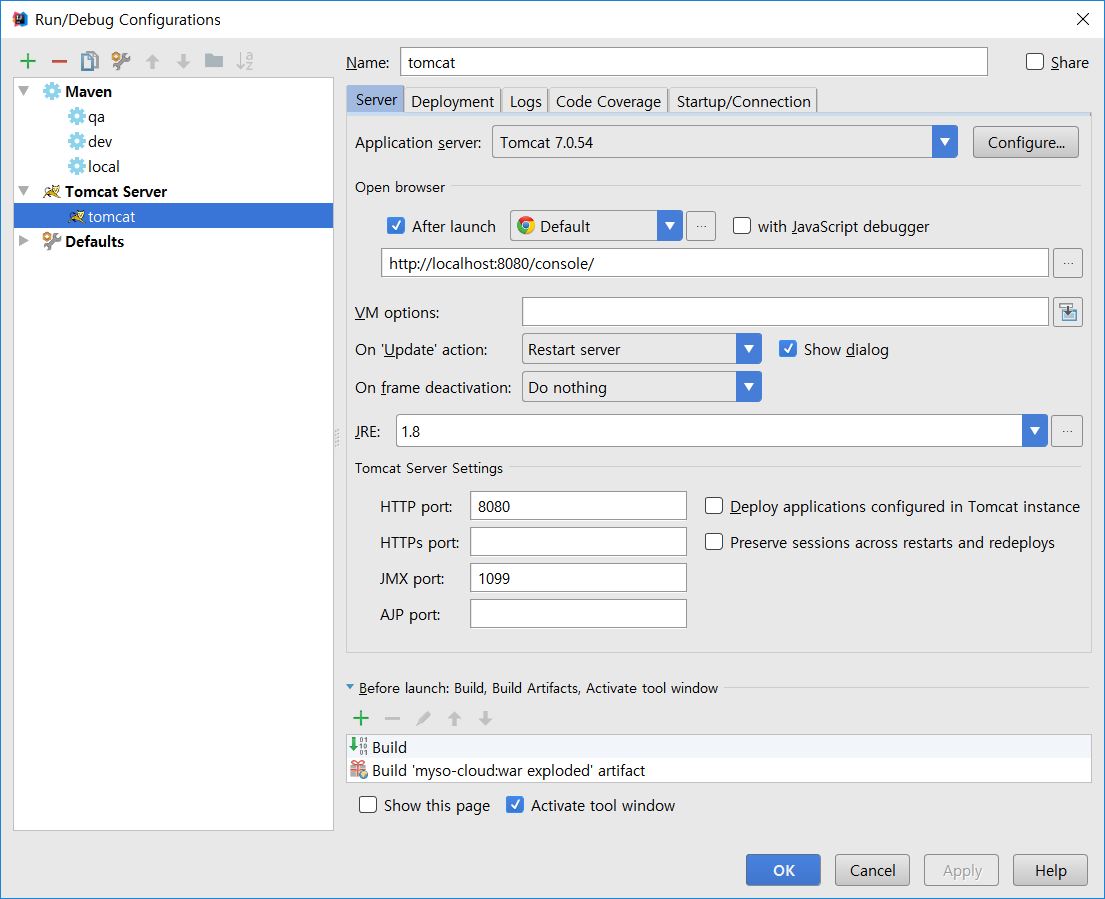 Run/Debug Configurations
Name: tomcat Share
Maven
qa
dev
local
Tomcat Server
tomcat
Defaults
Server Deployment Logs Code Coverage Startup/Connection
Application server: Tomcat 7.0.54 Configure...
Open browser
After launch Default ... with JavaScript debugger
http://localhost:8080/console/ ...
VM options:
On 'Update' action: Restart server Show dialog
On frame deactivation: Do nothing
JRE: 1.8 ...
Tomcat Server Settings
HTTP port: 8080 Deploy applications configured in Tomcat instance
HTTPs port: Preserve sessions across restarts and redeploys
JMX port: 1099
AJP port:
Before launch: Build, Build Artifacts, Activate tool window
Build
Build 'myso-cloud:war exploded' artifact
Show this page Activate tool window
OK Cancel Apply Help